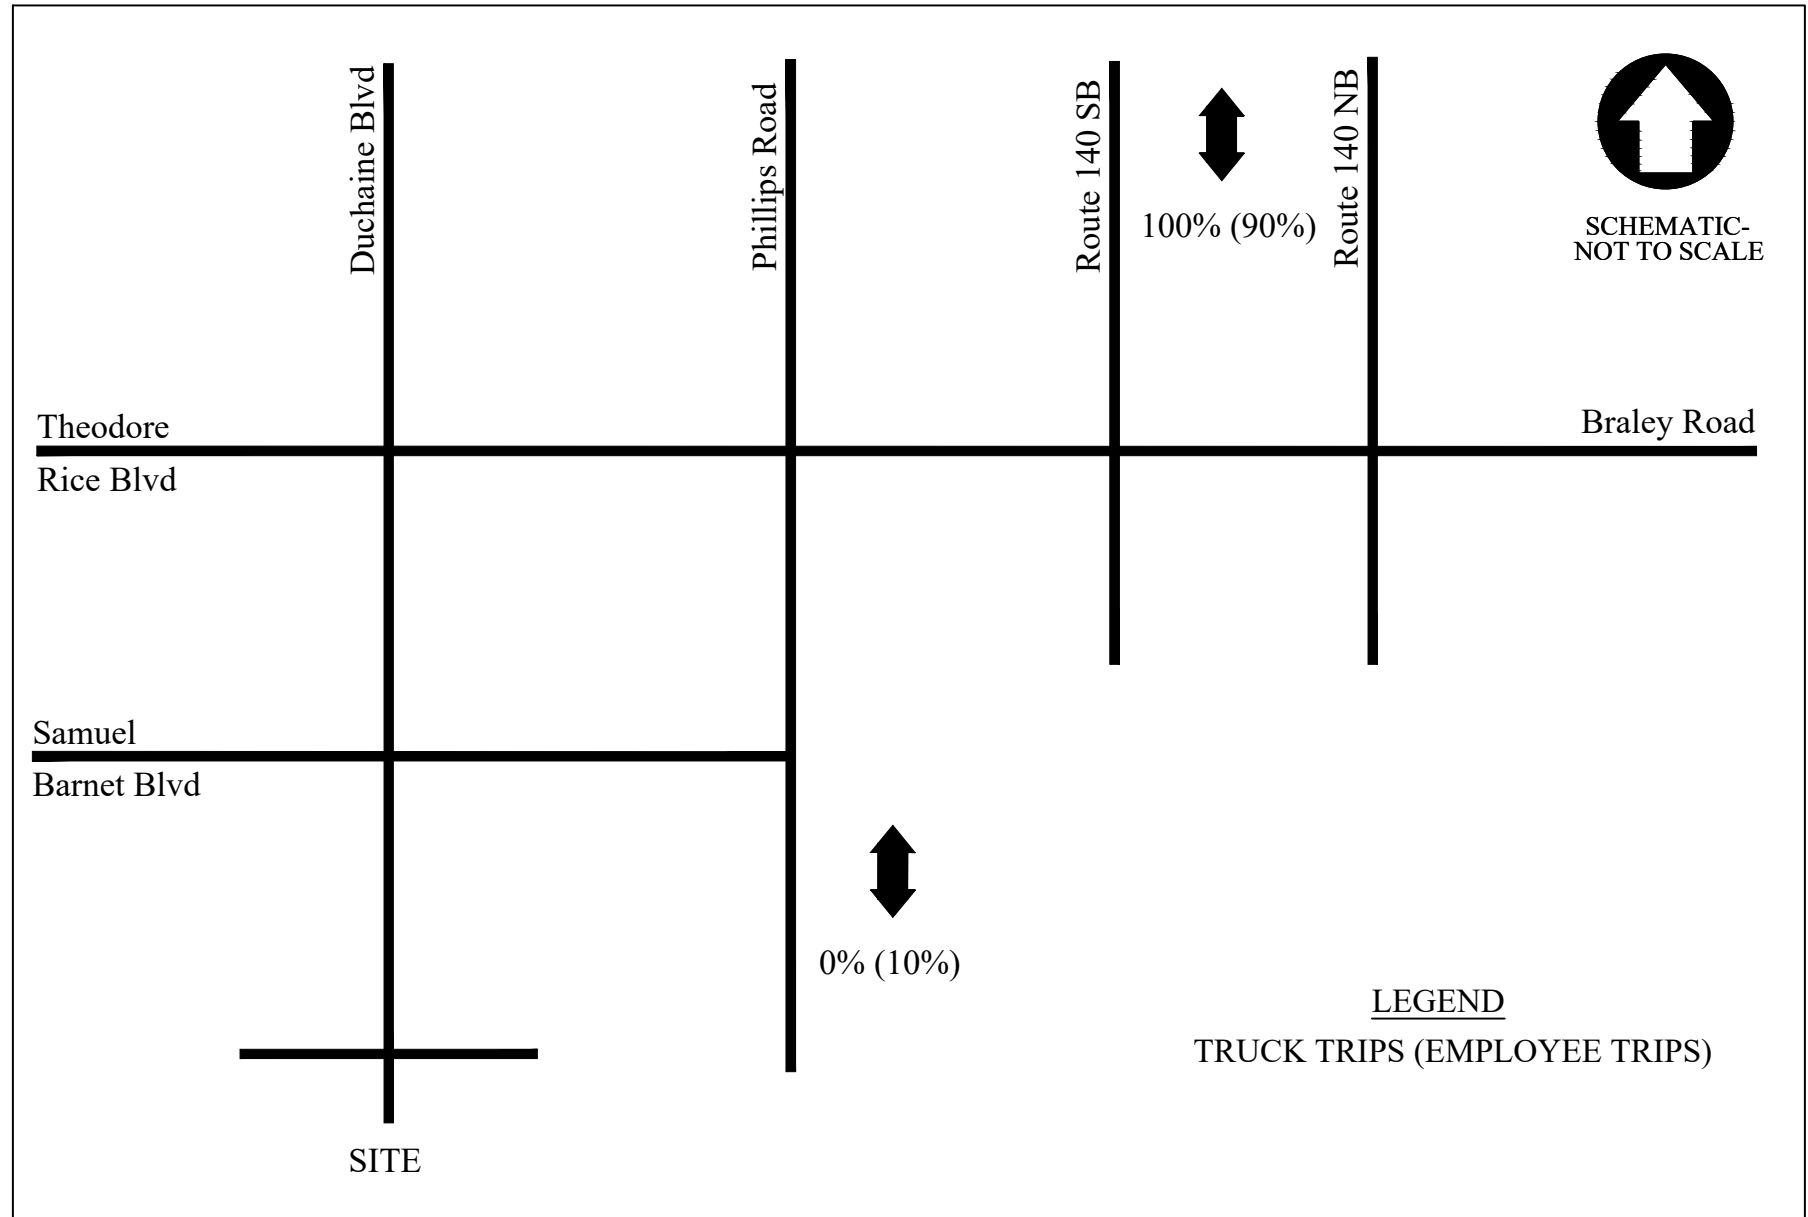 Duchaine Blvd
Phillips Road
Route 140 SB
100% (90%)
Route 140 NB
SCHEMATIC-
NOT TO SCALE
Theodore
Rice Blvd
Braley Road
Samuel
Barnet Blvd
0% (10%)
LEGEND
TRUCK TRIPS (EMPLOYEE TRIPS)
SITE